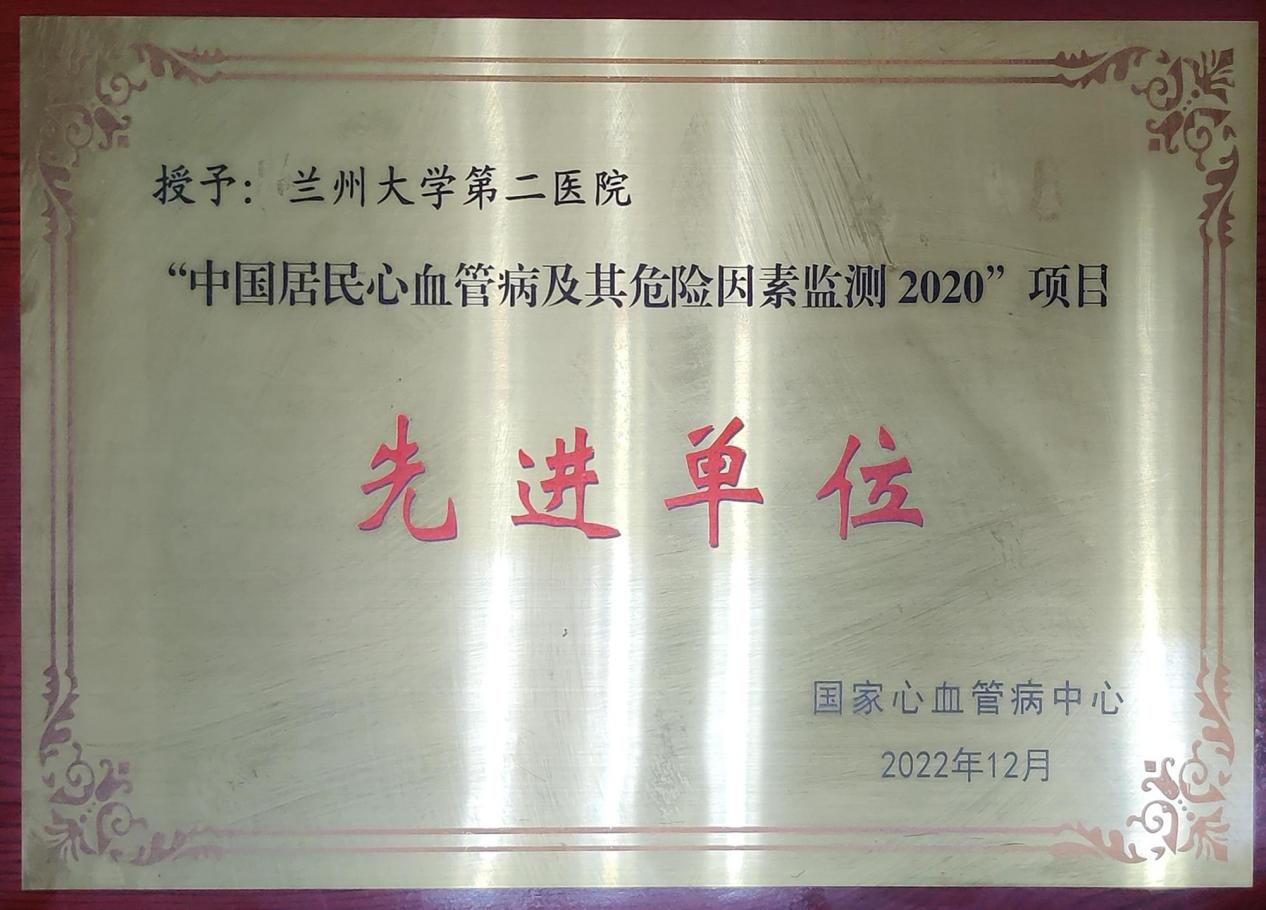 授予：兰州大学第二医院
“中国居民心血管病及其危险因素监测2020”项目
先进单位
国家心血管病中心
2022年12月